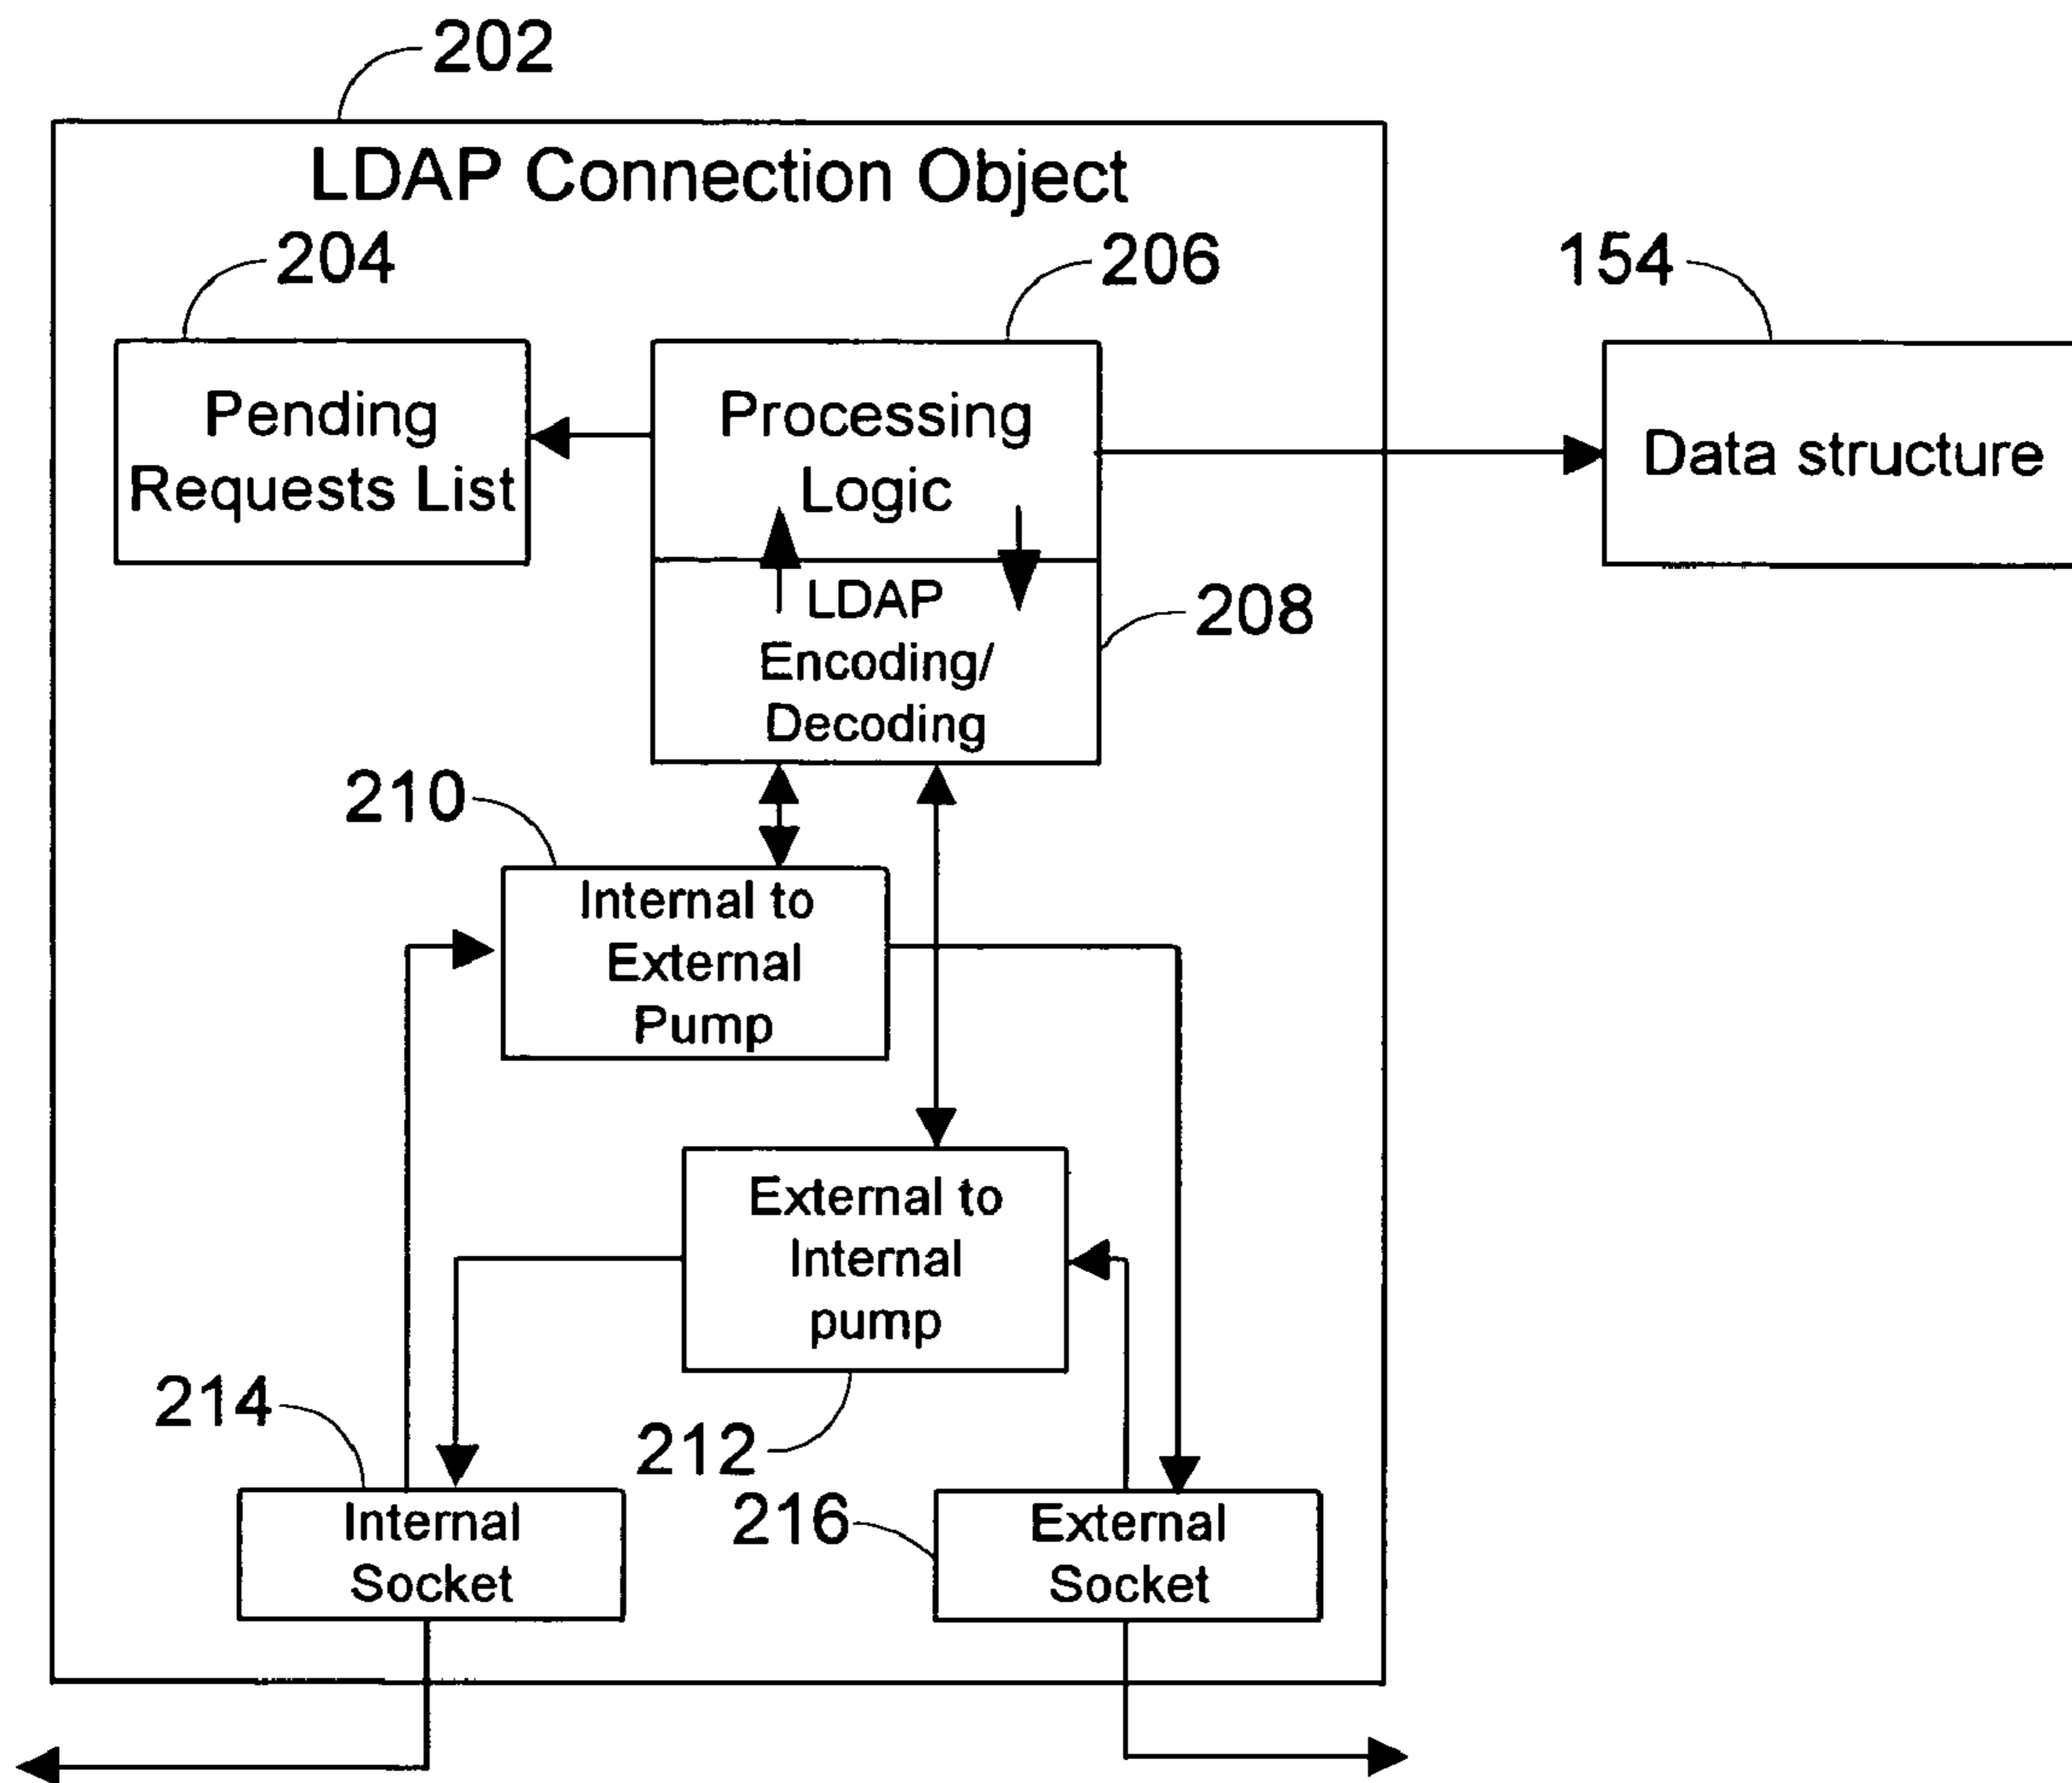 202
LDAP Connection Object
204
206
154
Pending
Requests List
Processing
Logic
Data structure
LDAP
Encoding/
Decoding
208
210
Internal to
External
Pump
External to
Internal
pump
214
212
216
Internal
Socket
External
Socket